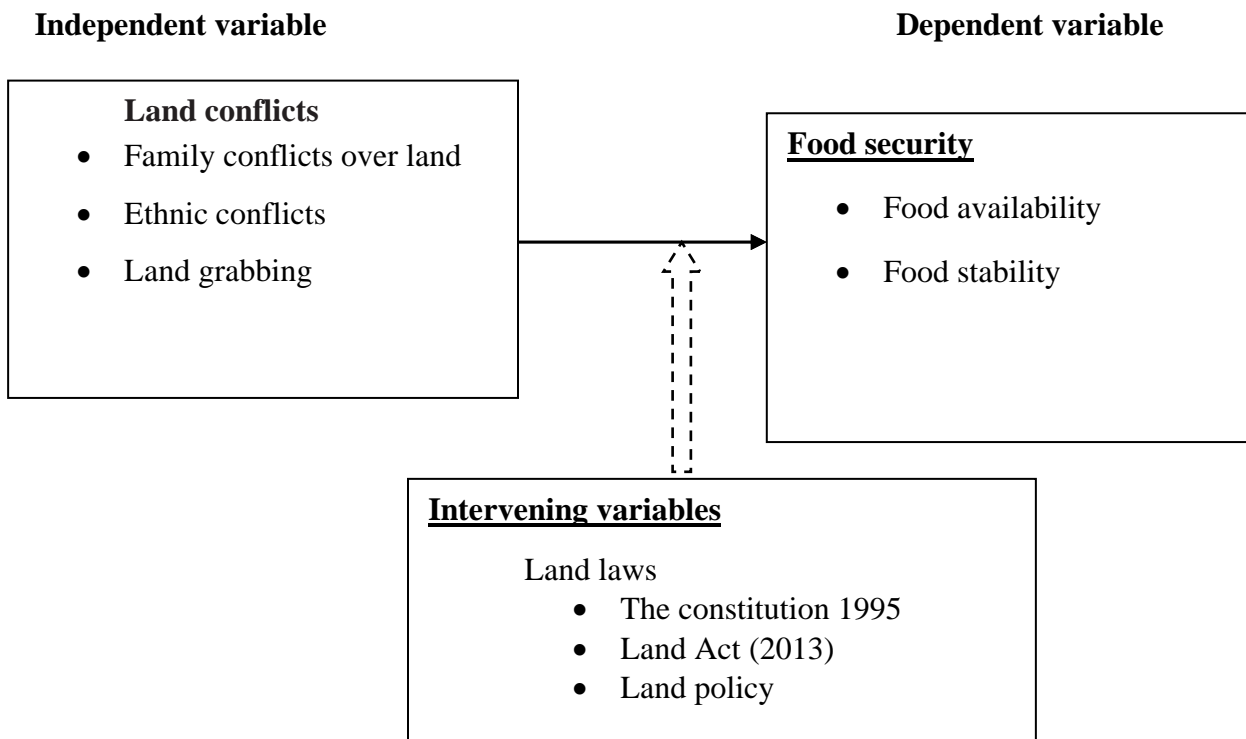 Independent variable
Dependent variable
Land conflicts
• Family conflicts over land
• Ethnic conflicts
• Land grabbing
Food security
• Food availability
• Food stability
Intervening variables
Land laws
• The constitution 1995
• Land Act (2013)
• Land policy